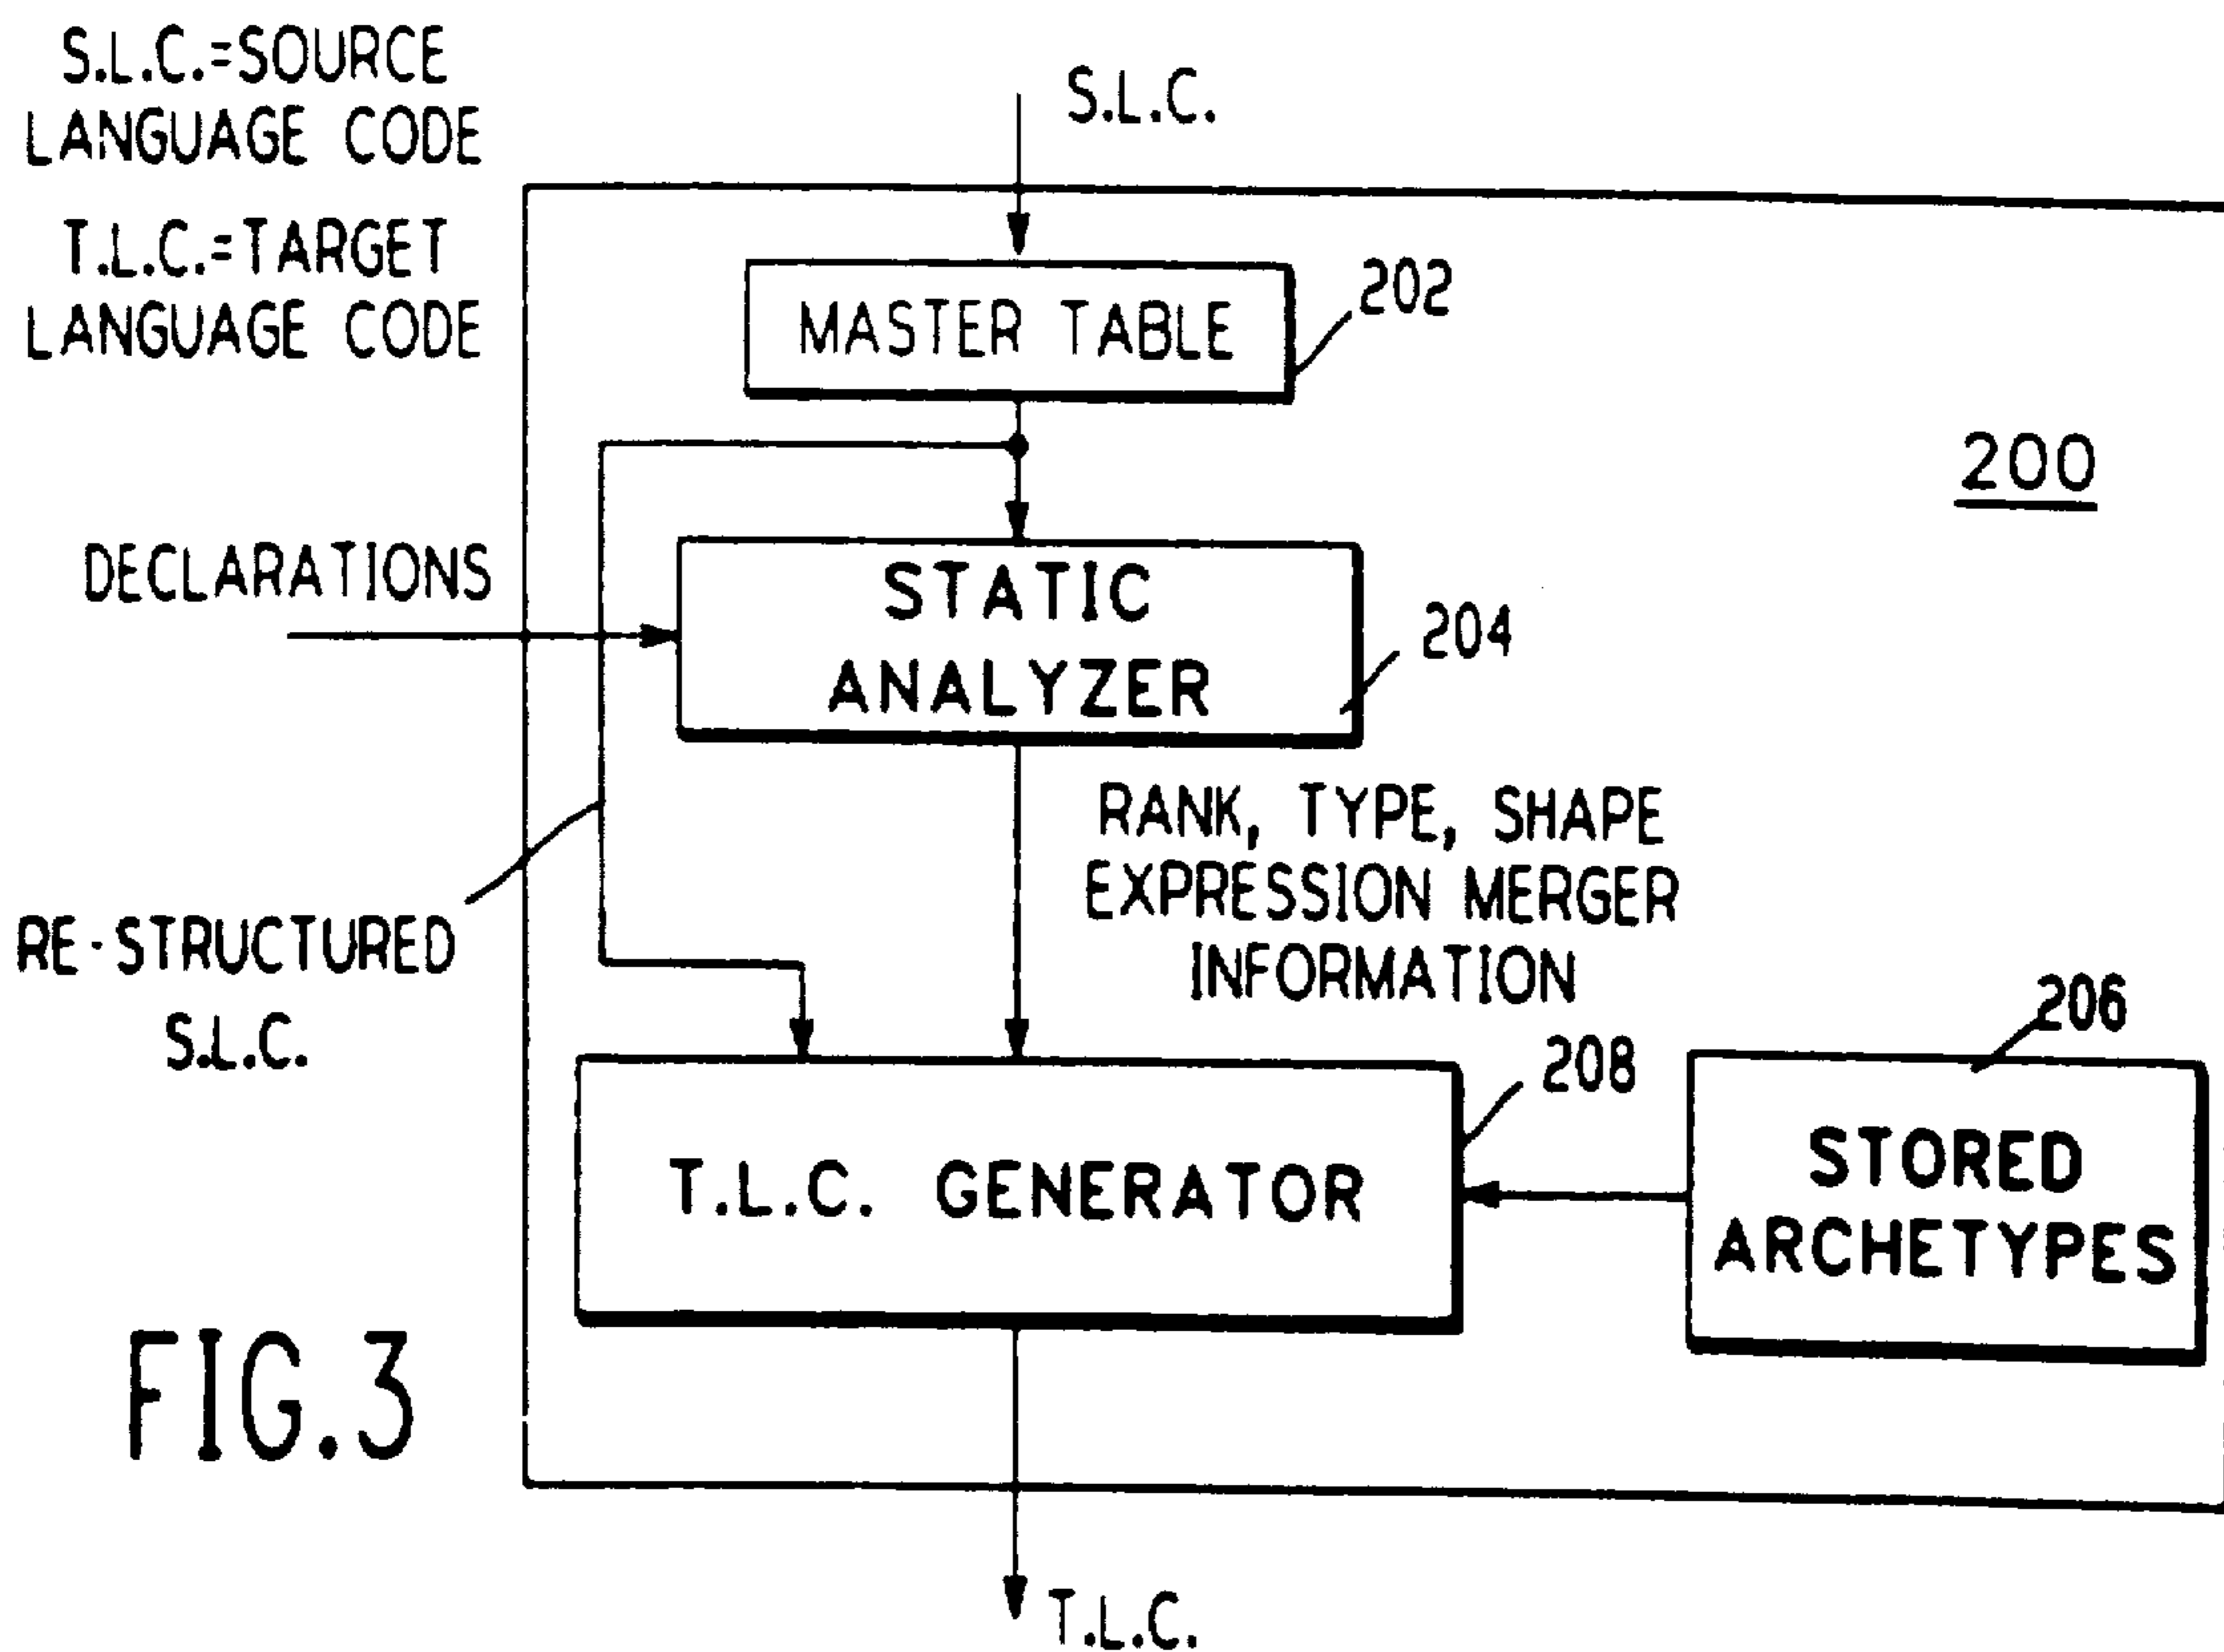 S.L.C.=SOURCE
LANGUAGE CODE
T.L.C.=TARGET
LANGUAGE CODE
S.L.C.
MASTER TABLE
202
200
DECLARATIONS
STATIC
ANALYZER
204
RANK, TYPE, SHAPE
EXPRESSION MERGER
INFORMATION
RE-STRUCTURED
S.L.C.
206
208
T.L.C. GENERATOR
STORED
ARCHETYPES
FIG.3
T.L.C.